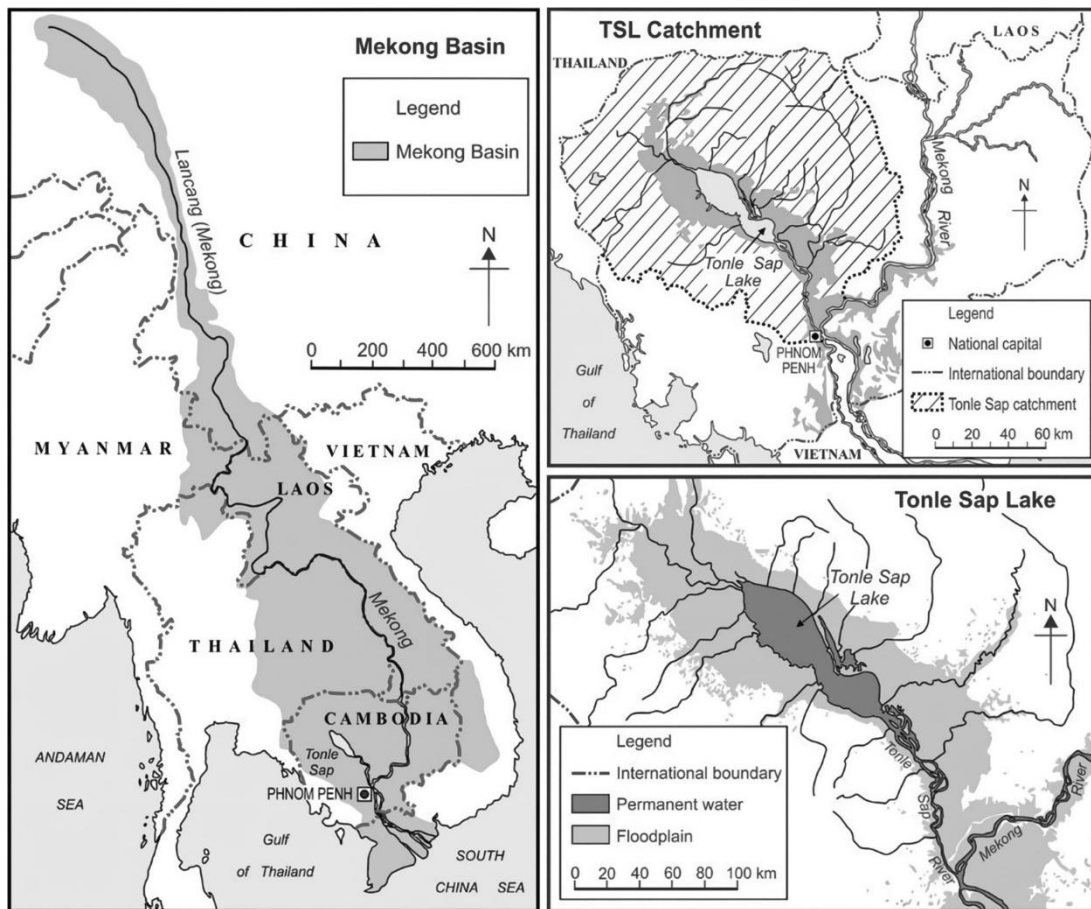 Mekong Basin
Legend
Mekong Basin
Lancang (Mekong)
C H I N A
N
0 200 400 600 km
M Y A N M A R
VIETNAM
LAOS
Mekong
T H A I L A N D
CAMBODIA
Tonle
Sap
PHNOM PENH
ANDAMAN
SEA
Gulf
of Thailand
SOUTH
CHINA SEA
TSL Catchment
LAOS
THAILAND
Mekong
River
N
Tonle Sap
Lake
PHNOM
PENH
Gulf
of
Thailand
VIETNAM
Legend
National capital
International boundary
Tonle Sap catchment
0 20 40 60 km
Tonle Sap Lake
Tonle Sap
Lake
N
Tonle
Sap
River
Mekong
River
Legend
International boundary
Permanent water
Floodplain
0 20 40 60 80 100 km